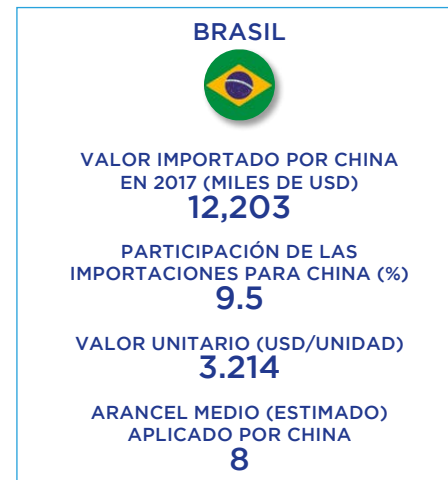 BRASIL
VALOR IMPORTADO POR CHINA
EN 2017 (MILES DE USD)
12,203
PARTICIPACIÓN DE LAS
IMPORTACIONES PARA CHINA (%)
9.5
VALOR UNITARIO (USD/UNIDAD)
3.214
ARANCEL MEDIO (ESTIMADO)
APLICADO POR CHINA
8